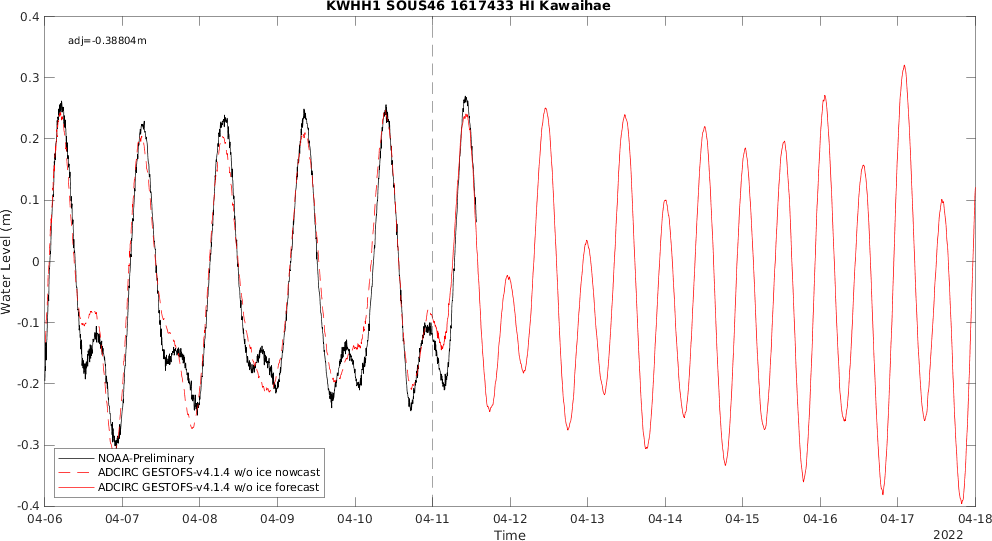 KWHH1 SOUS46 1617433 HI Kawaihae
adj=-0.38804m
0.4
0.3
0.2
0.1
0
-0.1
-0.2
-0.3
-0.4
Water Level (m)
NOAA-Preliminary
ADCIRC GESTOFS-v4.1.4 w/o ice nowcast
ADCIRC GESTOFS-v4.1.4 w/o ice forecast
04-06 04-07 04-08 04-09 04-10 04-11 04-12 04-13 04-14 04-15 04-16 04-17 04-18
Time
2022